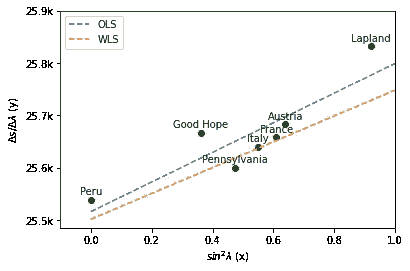 25.9k
25.8k
25.7k
25.6k
25.5k
Δs/Δλ (y)
OLS
WLS
Lapland
Austria
Good Hope
France
Italy
Pennsylvania
Peru
0.0 0.2 0.4 0.6 0.8 1.0
sin²λ (x)